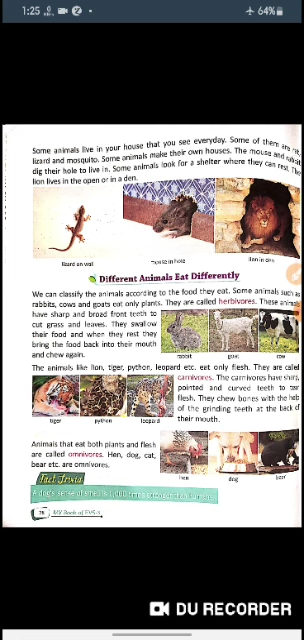 1:25
64%
Some animals live in your house that you see everyday. Some of them are rat,
lizard and mosquito. Some animals make their own houses. The mouse and rabbit
dig their hole to live in. Some animals look for a shelter where they can rest. The
lion lives in the open or in a den.
lizard on wall
mouse in hole
lion in den
Different Animals Eat Differently
We can classify the animals according to the food they eat. Some animals such as
rabbits, cows and goats eat only plants. They are called herbivores. These animals
have sharp and broad front teeth to
cut grass and leaves. They swallow
their food and when they rest they
bring the food back into their mouth
and chew again.
rabbit
goat
cow
The animals like lion, tiger, python, leopard etc. eat only flesh. They are called
carnivores. The carnivores have sharp,
pointed and curved teeth to tear
flesh. They chew bones with the help
of the grinding teeth at the back of
their mouth.
tiger
python
leopard
Animals that eat both plants and flesh
are called omnivores. Hen, dog, cat,
bear etc. are omnivores.
hen
dog
bear
Fact Trivia
A dog's sense of smell is
My Book of EVS-3
DU RECORDER